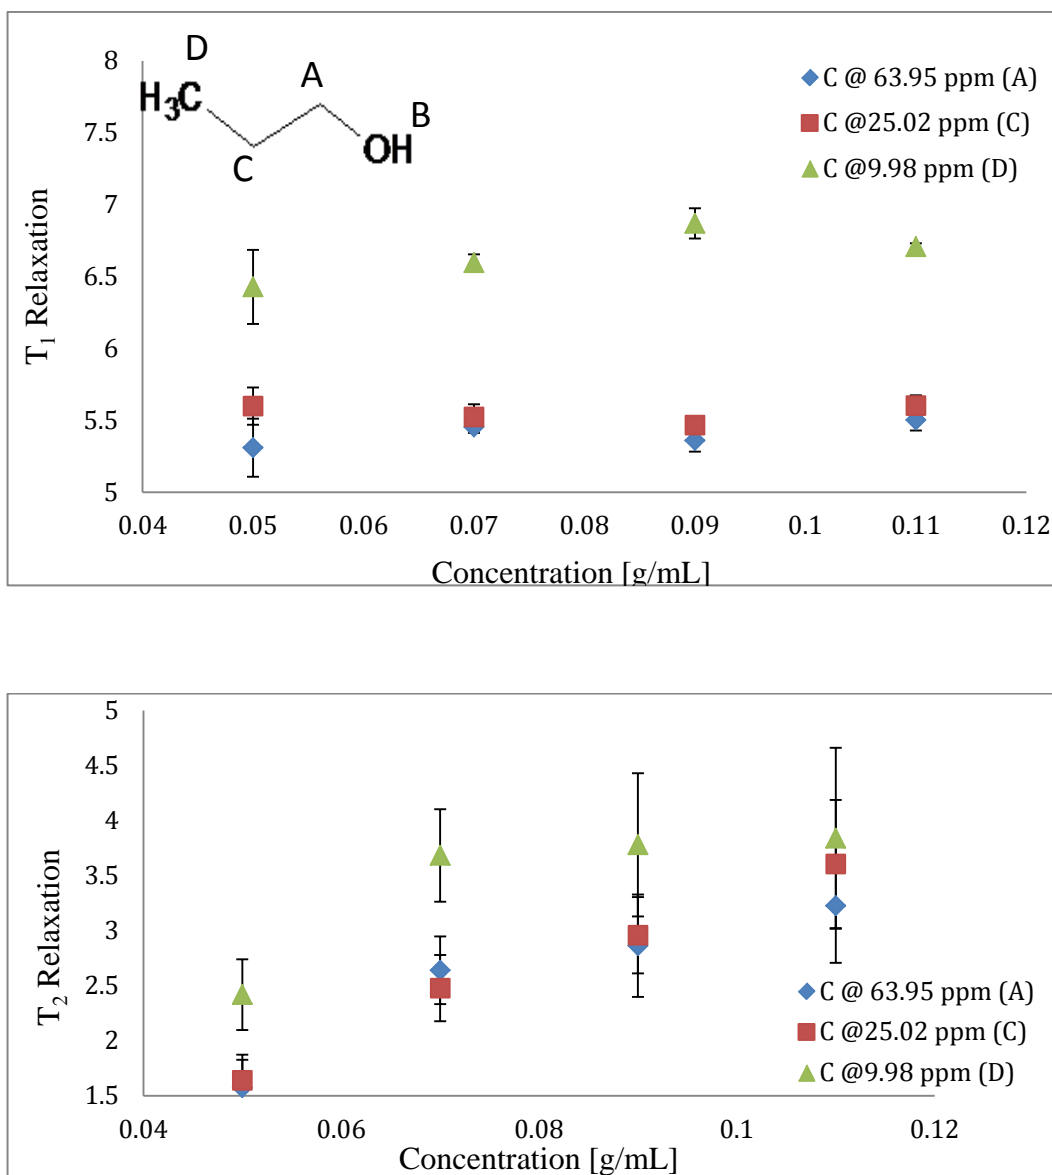 8
D
A
C @ 63.95 ppm (A)
H₃C
B
7.5
C @25.02 ppm (C)
OH
C
C @9.98 ppm (D)
7
6.5
T₁ Relaxation
6
5.5
5
0.04 0.05 0.06 0.07 0.08 0.09 0.1 0.11 0.12
Concentration [g/mL]
5
4.5
4
3.5
3
T₂ Relaxation
2.5
C @ 63.95 ppm (A)
2
C @25.02 ppm (C)
C @9.98 ppm (D)
1.5
0.04 0.06 0.08 0.1 0.12
Concentration [g/mL]